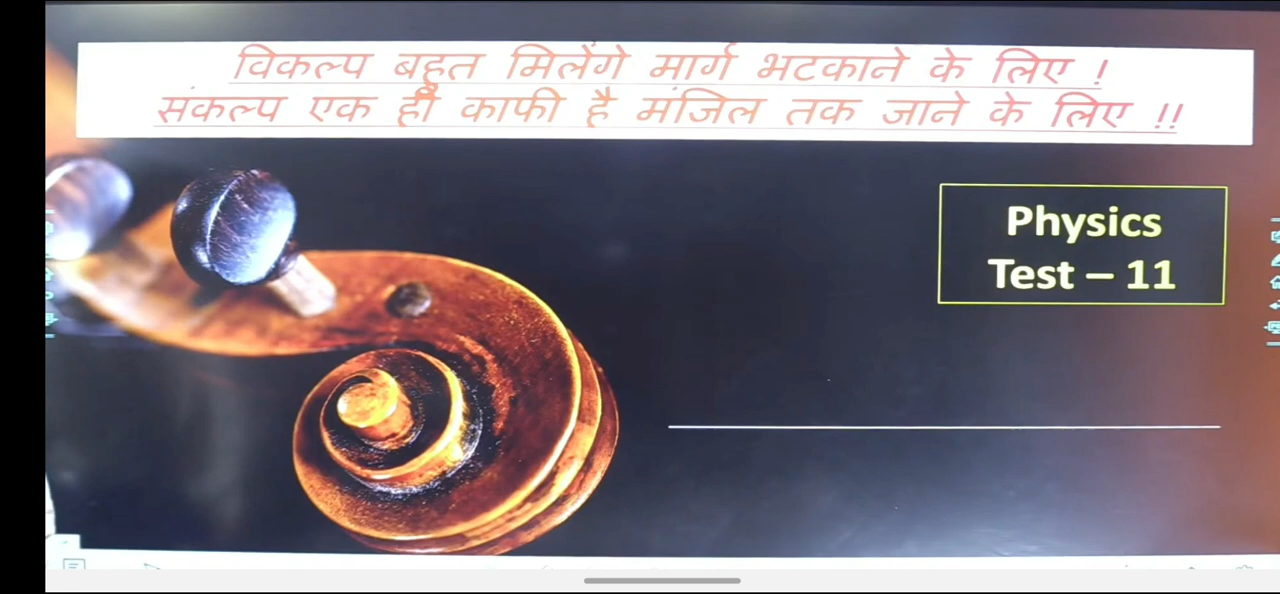 विकल्प बहुत मिलेंगे मार्ग भटकाने के लिए !
संकल्प एक ही काफी है मंजिल तक जाने के लिए !!
Physics
Test – 11